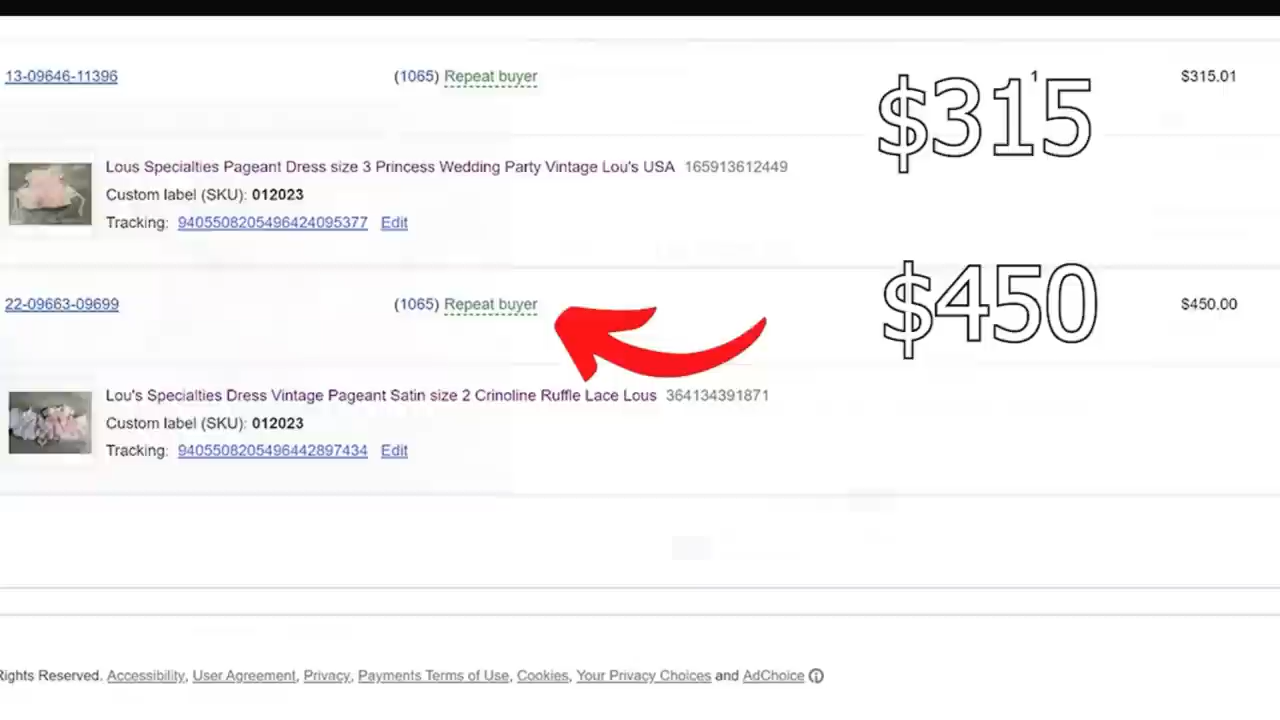 13-09646-11396 (1065) Repeat buyer 1 $315.01
$315
Lous Specialties Pageant Dress size 3 Princess Wedding Party Vintage Lou's USA 165913612449
Custom label (SKU): 012023
Tracking: 9405508205496424095377 Edit
22-09663-09699 (1065) Repeat buyer $450 $450.00
Lou's Specialties Dress Vintage Pageant Satin size 2 Crinoline Ruffle Lace Lous 364134391871
Custom label (SKU): 012023
Tracking: 9405508205496442897434 Edit
Rights Reserved. Accessibility, User Agreement, Privacy, Payments Terms of Use, Cookies, Your Privacy Choices and AdChoice